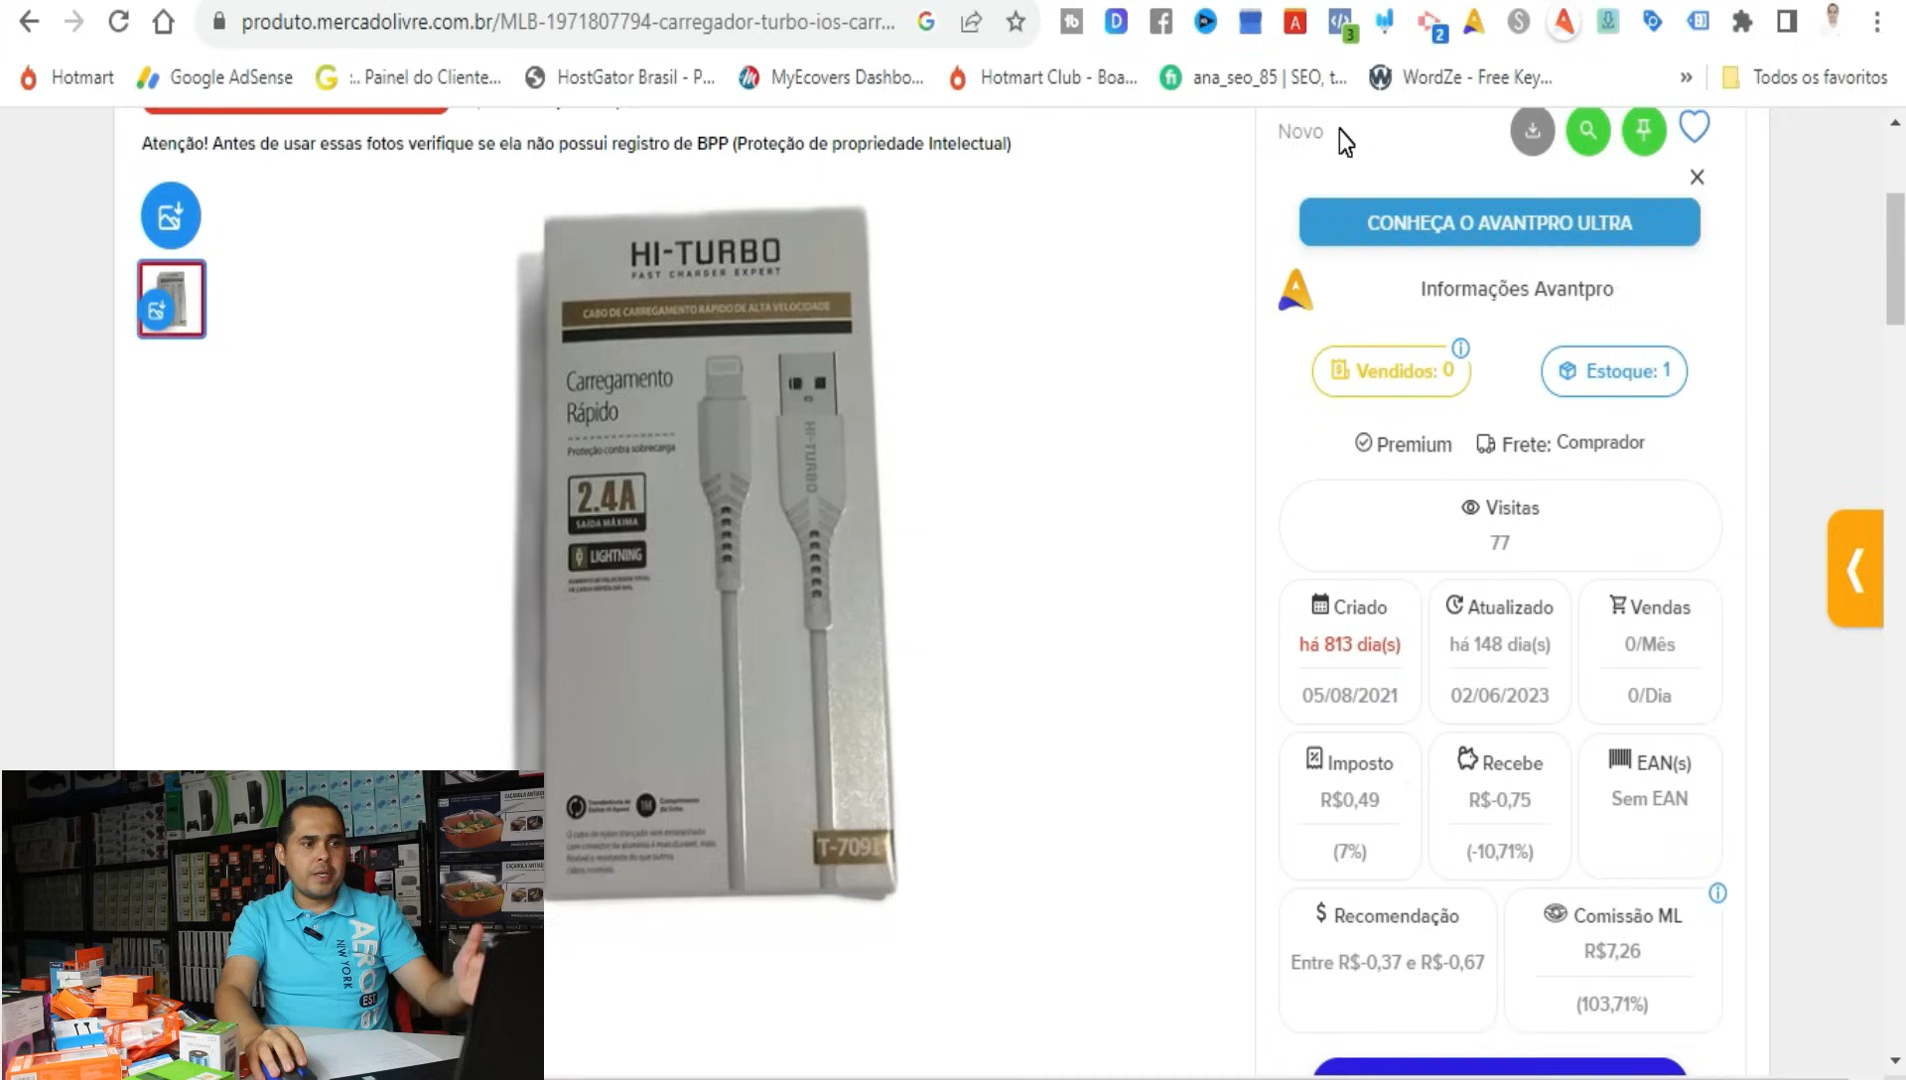 produto.mercadolivre.com.br/MLB-1971807794-carregador-turbo-ios-carr...
3
2
Hotmart
Google AdSense
:.. Painel do Cliente...
HostGator Brasil - P...
MyEcovers Dashbo...
Hotmart Club - Boa...
ana_seo_85 | SEO, t...
WordZe - Free Key...
»
Todos os favoritos
Atenção! Antes de usar essas fotos verifique se ela não possui registro de BPP (Proteção de propriedade Intelectual)
HI-TURBO
FAST CHARGER EXPERT
CABO DE CARREGAMENTO RÁPIDO DE ALTA VELOCIDADE
Carregamento
Rápido
Proteção contra sobrecarga
2.4A
SAÍDA MÁXIMA
LIGHTNING
HI-TURBO
1M
T-7091
Novo
CONHEÇA O AVANTPRO ULTRA
Informações Avantpro
Vendidos: 0
Estoque: 1
Premium
Frete: Comprador
Visitas
77
Criado
há 813 dia(s)
05/08/2021
Atualizado
há 148 dia(s)
02/06/2023
Vendas
0/Mês
0/Dia
Imposto
R$0,49
(7%)
Recebe
R$-0,75
(-10,71%)
EAN(s)
Sem EAN
Recomendação
Entre R$-0,37 e R$-0,67
Comissão ML
R$7,26
(103,71%)
AERO
NEW YORK